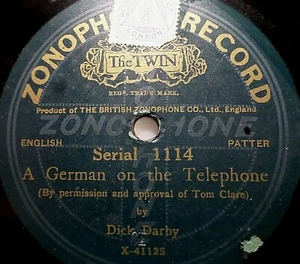 LONDON
ZONOPHONE RECORD
The TWIN
REGD. TRADE MARK.
Product of THE BRITISH ZONOPHONE CO., Ltd., England
ZONOPHONE
ENGLISH PATTER
Serial 1114
A German on the Telephone
(By permission and approval of Tom Clare)
by
Dick Darby
X-41125